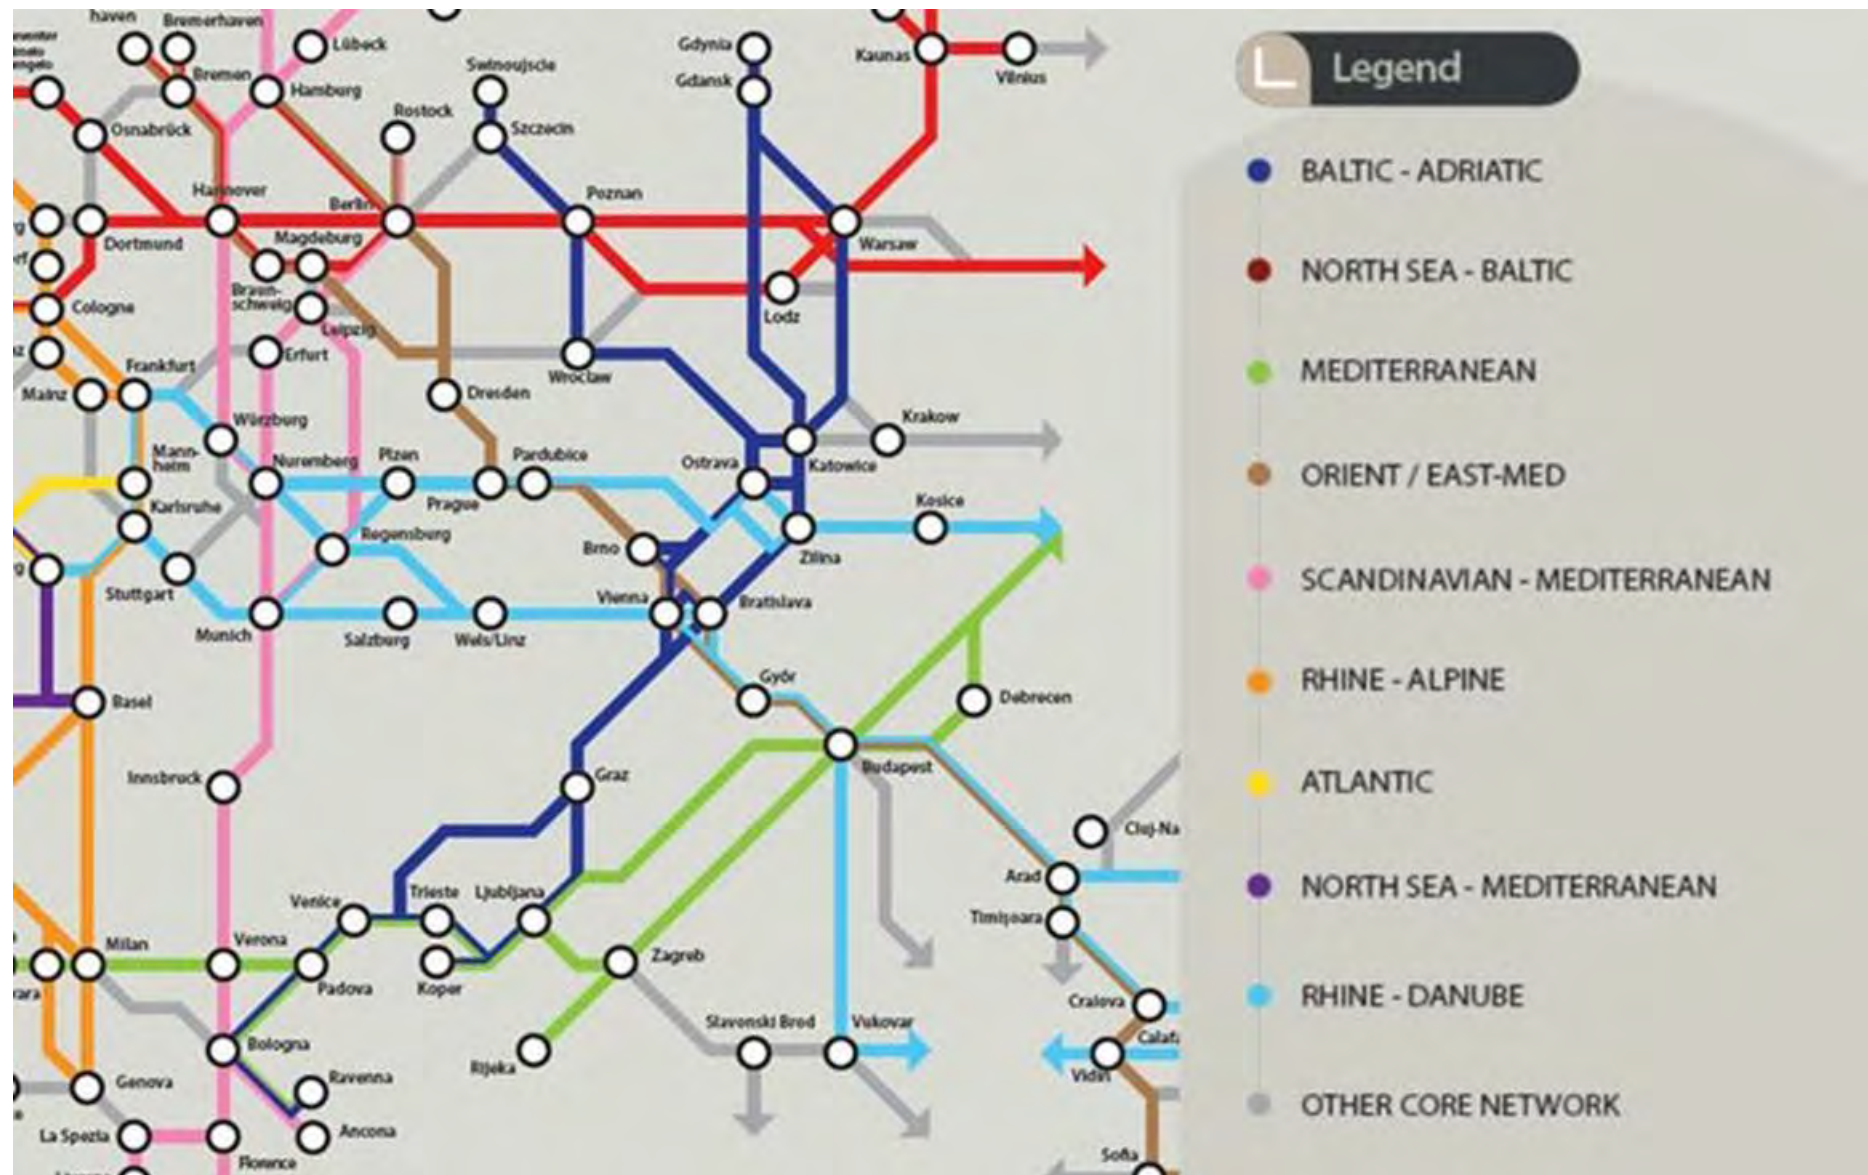 haven
Bremerhaven
Lübeck
Gdynia
Kaunas
Vilnius
Swinoujscie
Gdansk
Bremen
Hamburg
Rostock
Szczecin
Osnabrück
Hannover
Berlin
Poznan
Dortmund
Magdeburg
Warsaw
Braun-
schweig
Cologne
Leipzig
Lodz
Erfurt
Frankfurt
Wroclaw
Mainz
Dresden
Würzburg
Krakow
Mann-
heim
Nuremberg
Plzen
Pardubice
Ostrava
Katowice
Prague
Karlsruhe
Kosice
Regensburg
Brno
Zilina
Stuttgart
Vienna
Bratislava
Munich
Salzburg
Wels/Linz
Győr
Debrecen
Basel
Innsbruck
Graz
Budapest
Cluj-Na
Arad
Venice
Trieste
Ljubljana
Timişoara
Milan
Verona
Zagreb
Padova
Koper
Craiova
Slavonski Brod
Vukovar
Bologna
Calafa
Rijeka
Vidin
Genova
Ravenna
La Spezia
Ancona
Florence
Sofia
Legend
BALTIC - ADRIATIC
NORTH SEA - BALTIC
MEDITERRANEAN
ORIENT / EAST-MED
SCANDINAVIAN - MEDITERRANEAN
RHINE - ALPINE
ATLANTIC
NORTH SEA - MEDITERRANEAN
RHINE - DANUBE
OTHER CORE NETWORK